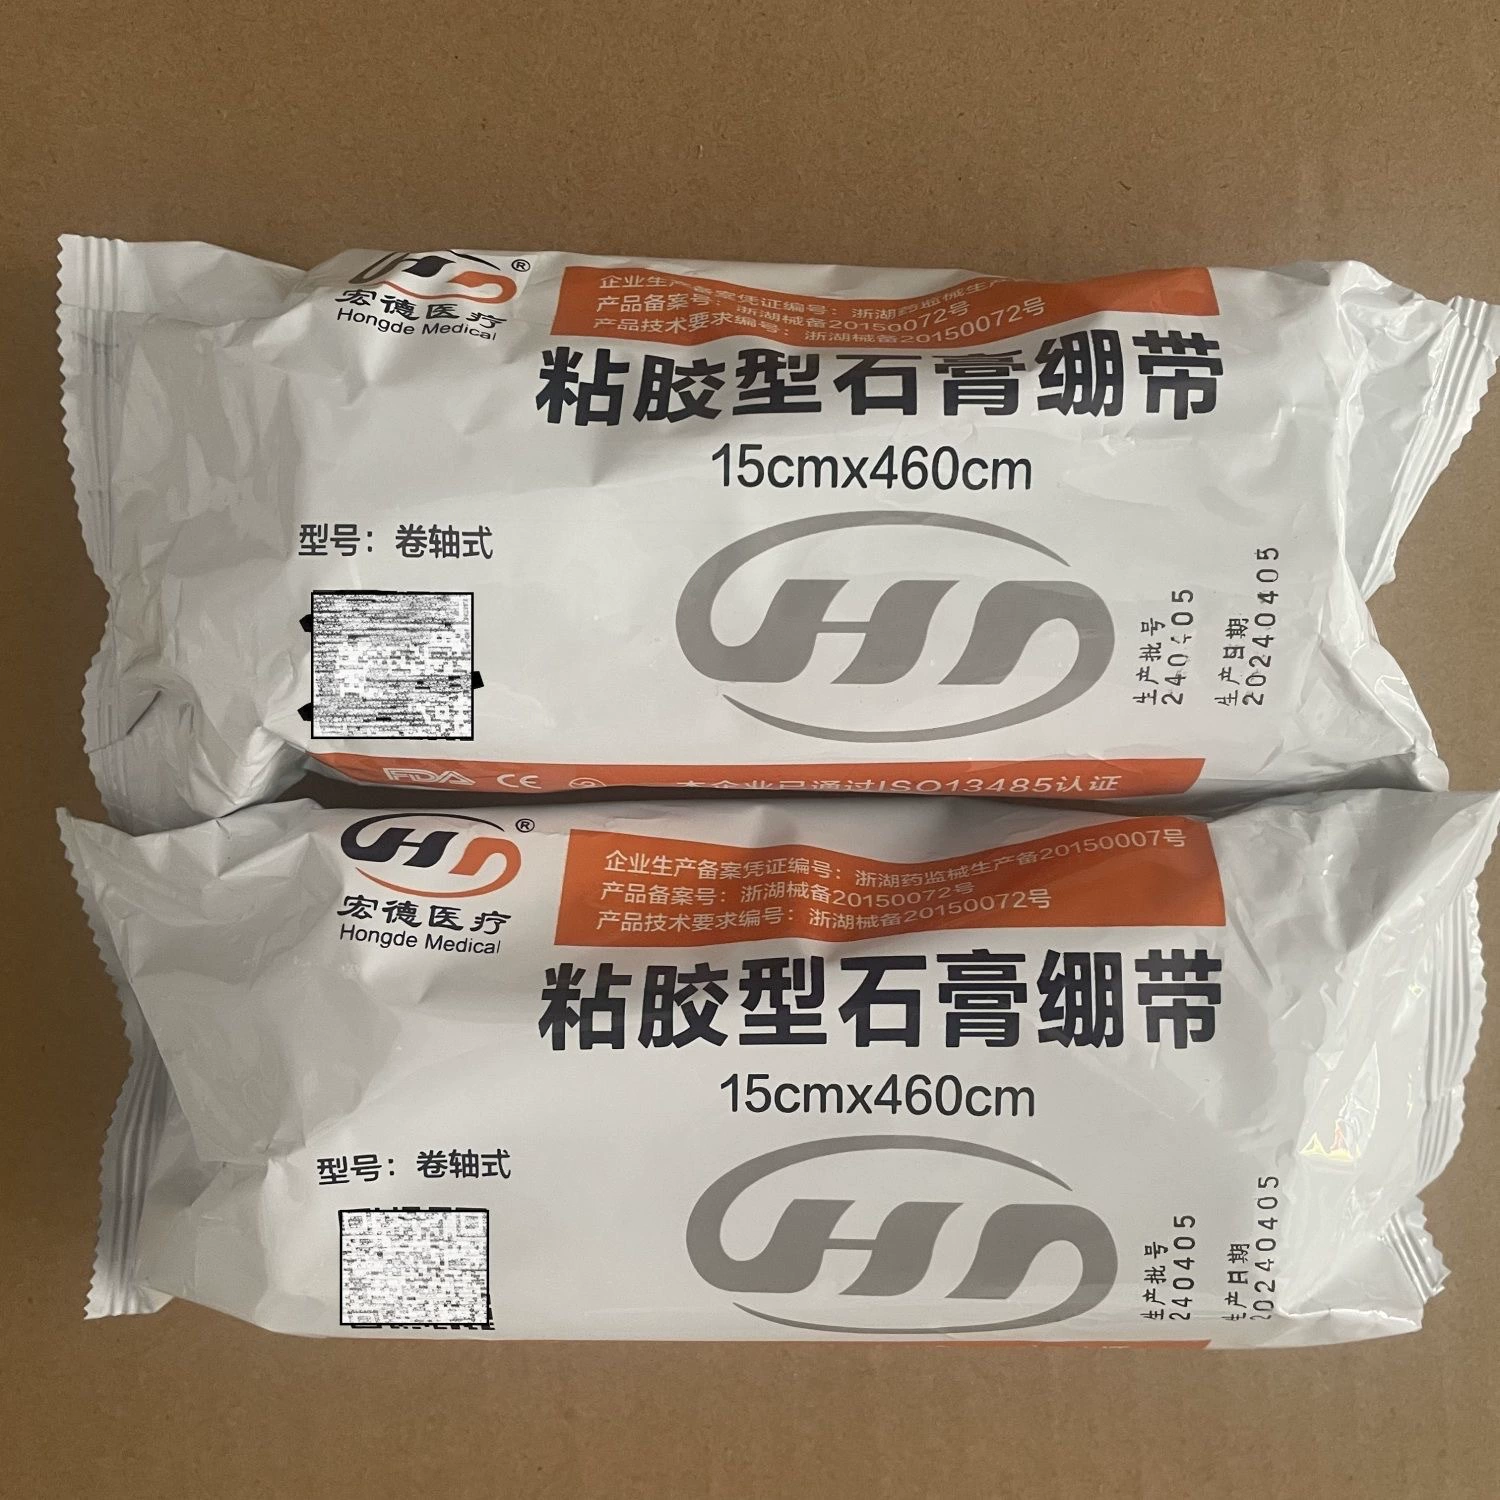 HD®
宏德医疗
Hongde Medical
企业生产备案凭证编号：浙湖药监械生产
产品备案号：浙湖械备20150072号
产品技术要求编号：浙湖械备20150072号
粘胶型石膏绷带
15cmx460cm
型号：卷轴式
HD
生产批号
240405
生产日期
20240405
FDA CE 本企业已通过ISO13485认证
HD®
宏德医疗
Hongde Medical
企业生产备案凭证编号：浙湖药监械生产备20150007号
产品备案号：浙湖械备20150072号
产品技术要求编号：浙湖械备20150072号
粘胶型石膏绷带
15cmx460cm
型号：卷轴式
HD
生产批号
240405
生产日期
20240405